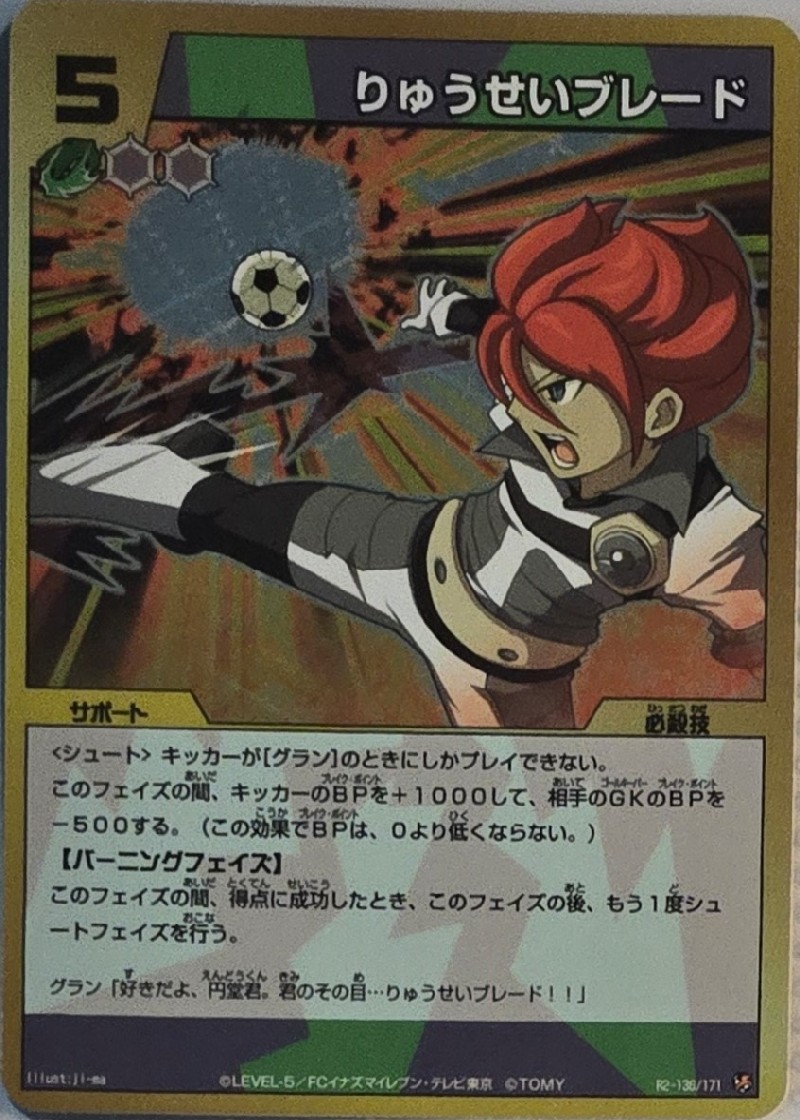 5
りゅうせいブレード
サポート
必殺技
<シュート> キッカーが[グラン]のときにしかプレイできない。
このフェイズの間、キッカーのBPを+1000して、相手のGKのBPを
-500する。(この効果でBPは、0より低くならない。)
【バーニングフェイズ】
このフェイズの間、得点に成功したとき、このフェイズの後、もう1度シュ
ートフェイズを行う。
グラン「好きだよ、円堂君。君のその目…りゅうせいブレード!!」
illust:ji-ma
©LEVEL-5/FCイナズマイレブン・テレビ東京 ©TOMY